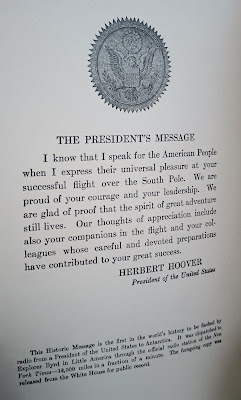 THE PRESIDENT'S MESSAGE
I know that I speak for the American People
when I express their universal pleasure at your
successful flight over the South Pole. We are
proud of your courage and your leadership. We
are glad of proof that the spirit of great adventure
still lives. Our thoughts of appreciation include
also your companions in the flight and your col-
leagues whose careful and devoted preparations
have contributed to your great success.
HERBERT HOOVER
President of the United States
This Historic Message is the first in the world's history to be flashed by
radio from a President of the United States to Antarctica. It was dispatched to
Explorer Byrd in Little America through the official radio station of the New
York Times—10,000 miles in a fraction of a minute. The foregoing copy was
released from the White House for public record.